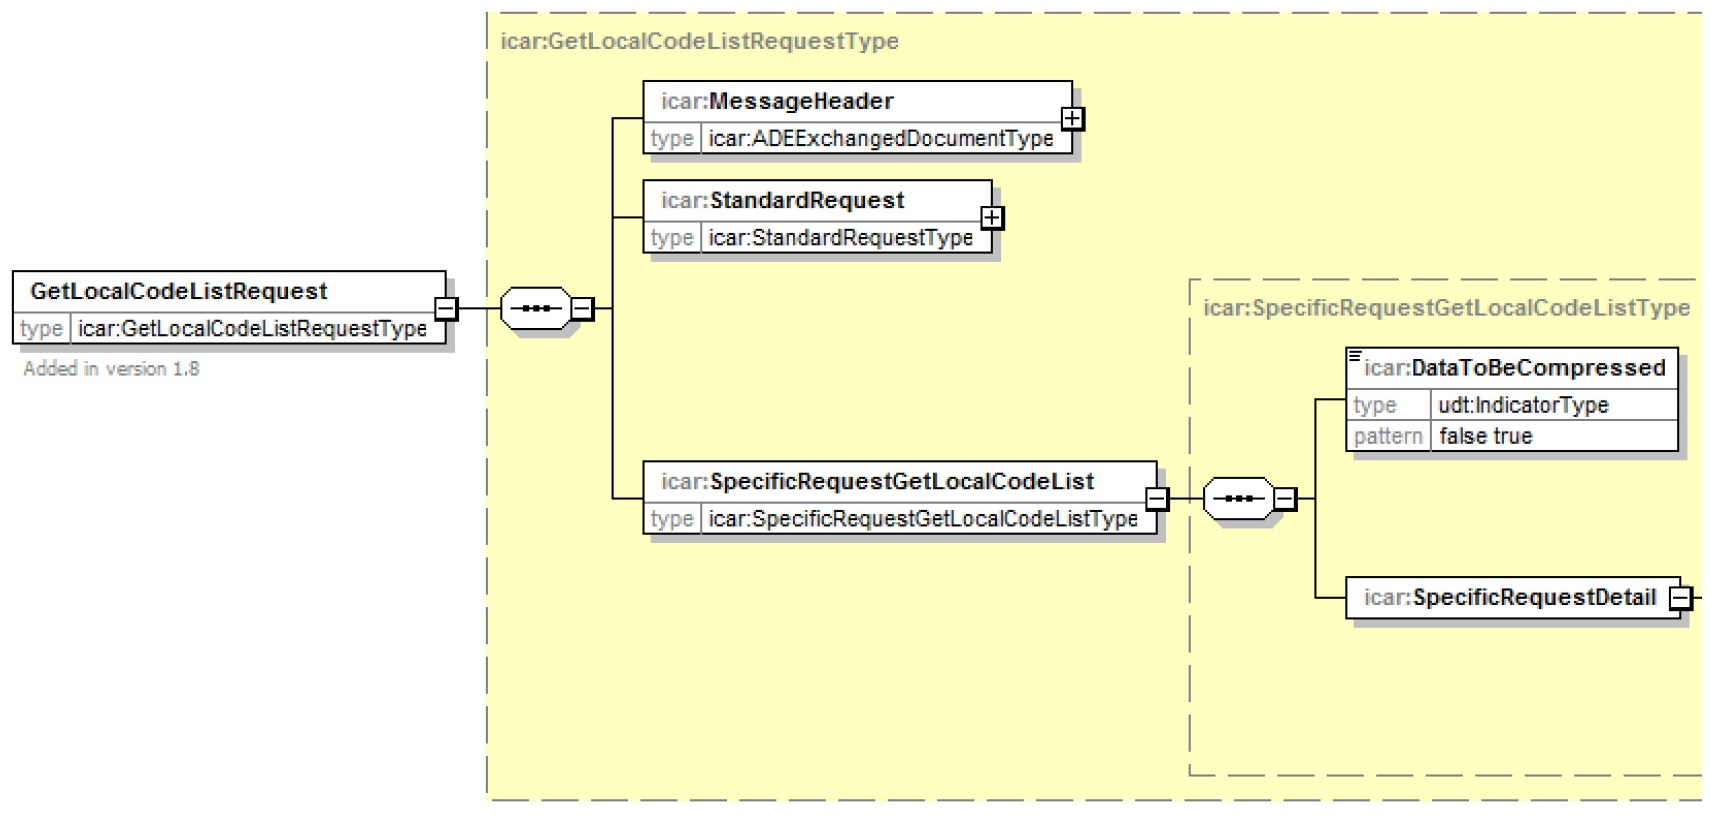 icar:GetLocalCodeListRequestType
icar:MessageHeader
type icar:ADEExchangedDocumentType
icar:StandardRequest
type icar:StandardRequestType
GetLocalCodeListRequest
type icar:GetLocalCodeListRequestType
Added in version 1.8
icar:SpecificRequestGetLocalCodeList
type icar:SpecificRequestGetLocalCodeListType
icar:SpecificRequestGetLocalCodeListType
icar:DataToBeCompressed
type udt:IndicatorType
pattern false true
icar:SpecificRequestDetail